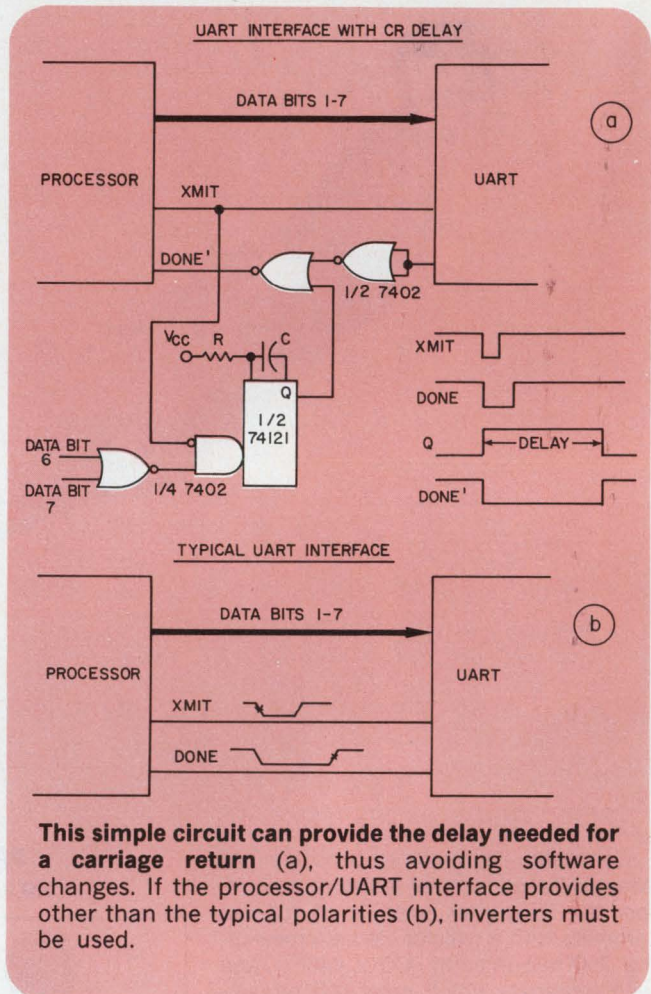 UART INTERFACE WITH CR DELAY
DATA BITS 1-7
a
PROCESSOR
UART
XMIT
DONE'
1/2 7402
VCC R C
Q
1/2
74121
DATA BIT
6
DATA BIT
7
1/4 7402
XMIT
DONE
Q DELAY
DONE'
TYPICAL UART INTERFACE
DATA BITS 1-7
b
PROCESSOR
UART
XMIT
DONE
This simple circuit can provide the delay needed for
a carriage return (a), thus avoiding software
changes. If the processor/UART interface provides
other than the typical polarities (b), inverters must
be used.